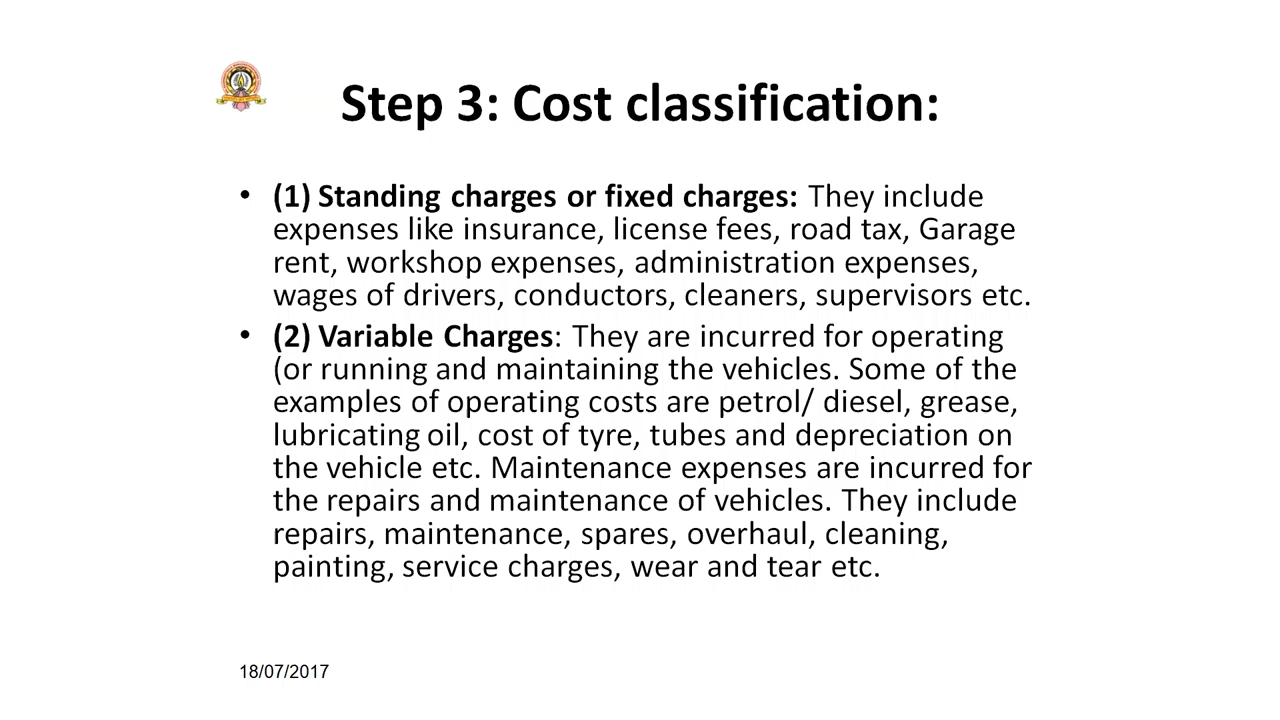 Step 3: Cost classification:
• (1) Standing charges or fixed charges: They include
expenses like insurance, license fees, road tax, Garage
rent, workshop expenses, administration expenses,
wages of drivers, conductors, cleaners, supervisors etc.
• (2) Variable Charges: They are incurred for operating
(or running and maintaining the vehicles. Some of the
examples of operating costs are petrol/ diesel, grease,
lubricating oil, cost of tyre, tubes and depreciation on
the vehicle etc. Maintenance expenses are incurred for
the repairs and maintenance of vehicles. They include
repairs, maintenance, spares, overhaul, cleaning,
painting, service charges, wear and tear etc.
18/07/2017